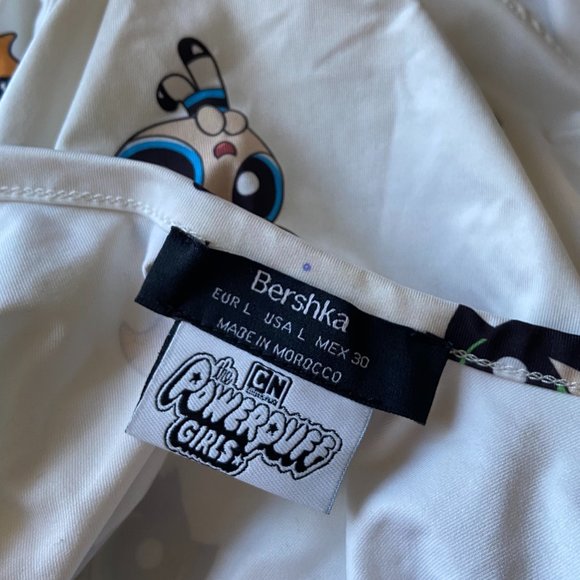 Bershka
EUR L USA L MEX 30
MADE IN MOROCCO
the CN
POWERPUFF
GIRLS